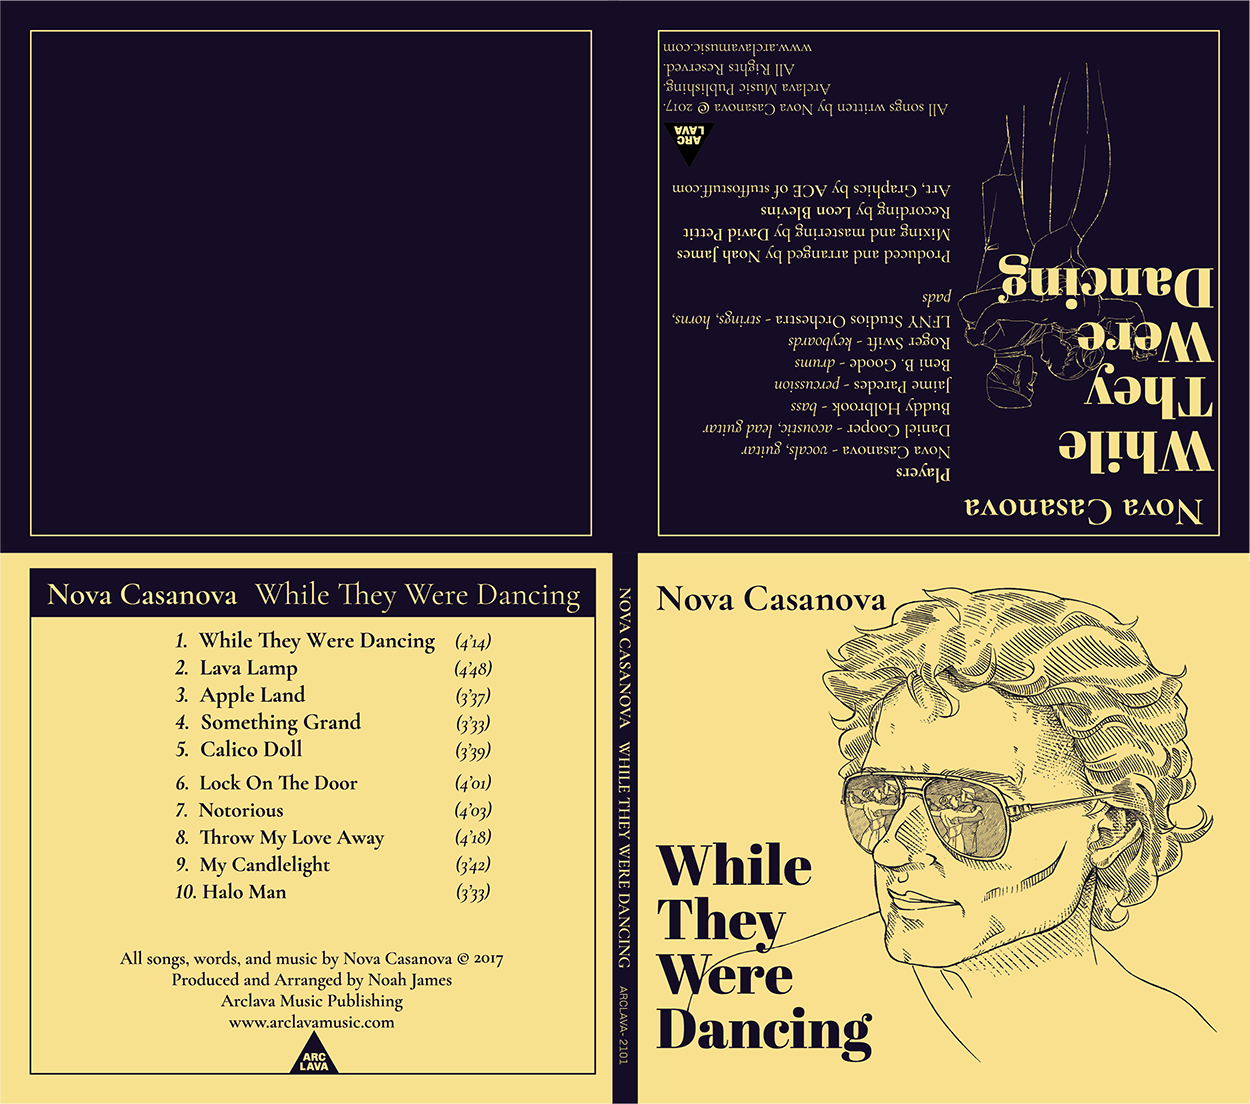 Nova Casanova
While
They
Were
Dancing
Players
Nova Casanova - vocals, guitar
Daniel Cooper - acoustic, lead guitar
Buddy Holbrook - bass
Jaime Paredes - percussion
Beni B. Goode - drums
Roger Swift - keyboards
LFNY Studios Orchestra - strings, horns,
pads
Produced and arranged by Noah James
Mixing and mastering by David Pettit
Recording by Leon Blevins
Art, Graphics by ACE of stuffostuff.com
ARC
LAVA
All songs written by Nova Casanova © 2017.
Arclava Music Publishing.
All Rights Reserved.
www.arclavamusic.com
Nova Casanova While They Were Dancing
1. While They Were Dancing (4'14)
2. Lava Lamp (4'48)
3. Apple Land (3'37)
4. Something Grand (3'33)
5. Calico Doll (3'39)
6. Lock On The Door (4'01)
7. Notorious (4'03)
8. Throw My Love Away (4'18)
9. My Candlelight (3'42)
10. Halo Man (3'33)
All songs, words, and music by Nova Casanova © 2017
Produced and Arranged by Noah James
Arclava Music Publishing
www.arclavamusic.com
ARC
LAVA
NOVA CASANOVA WHILE THEY WERE DANCING ARCLAVA- 2101
Nova Casanova
While
They
Were
Dancing